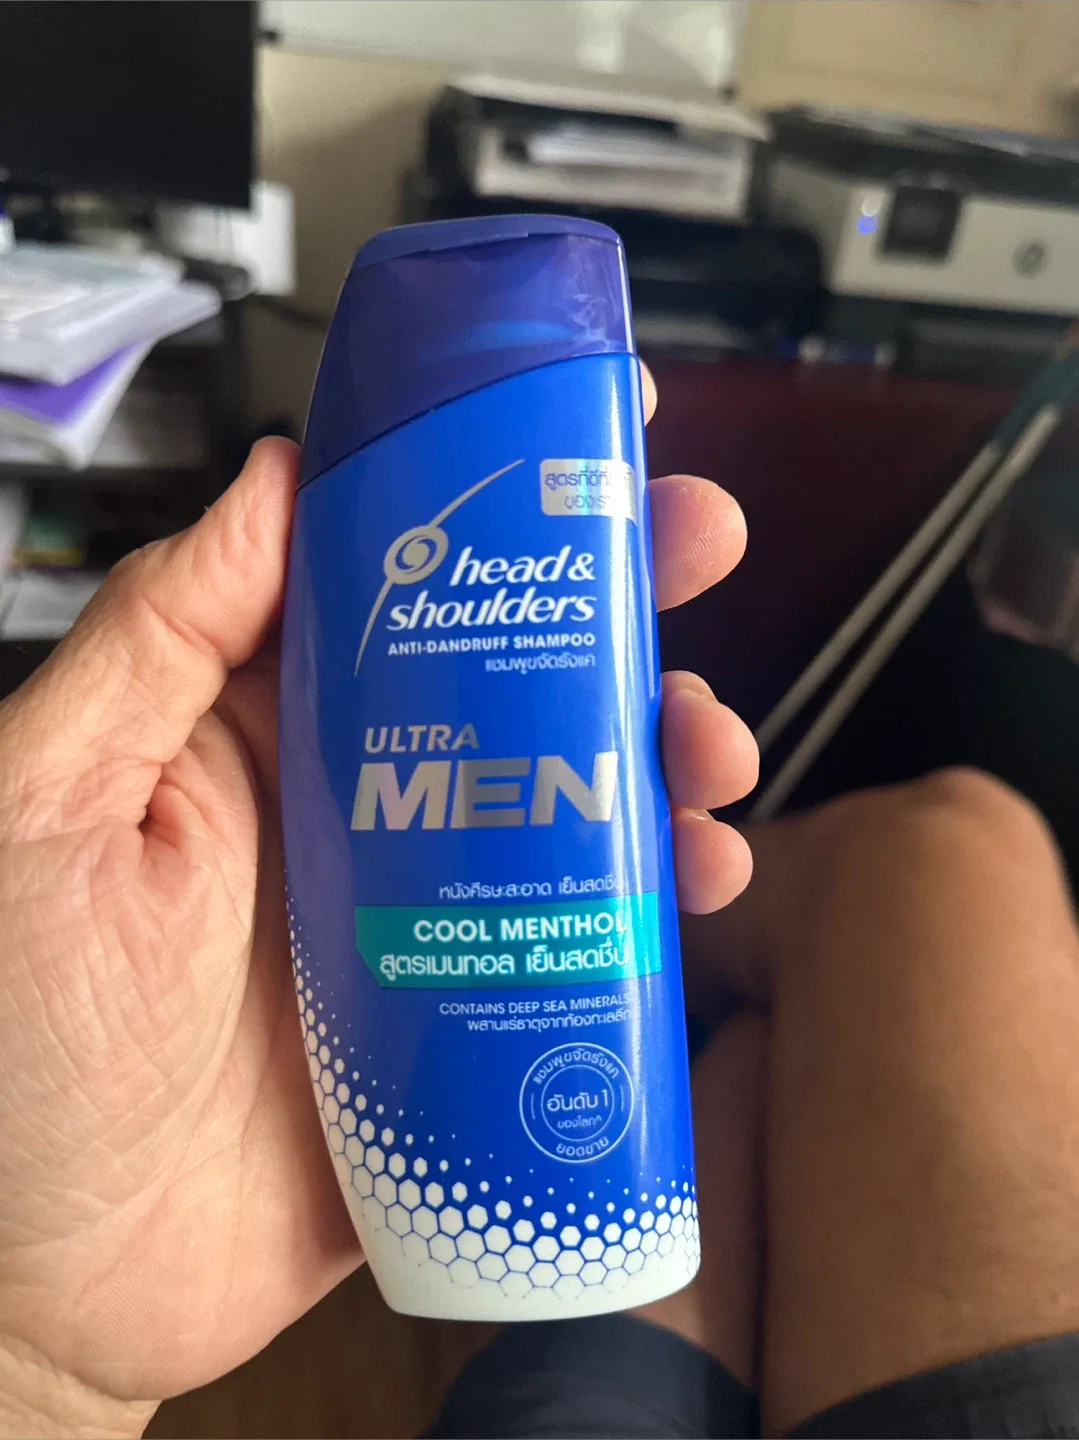 สูตรที่ดีที่สุด
ของเรา
head &
shoulders
ANTI-DANDRUFF SHAMPOO
แชมพูขจัดรังแค
ULTRA
MEN
หนังศีรษะสะอาด เย็นสดชื่น
COOL MENTHOL
สูตรเมนทอล เย็นสดชื่น
CONTAINS DEEP SEA MINERALS
ผสานแร่ธาตุจากท้องทะเลลึก
แชมพูขจัดรังแค
อันดับ 1
ของโลก^
ยอดขาย